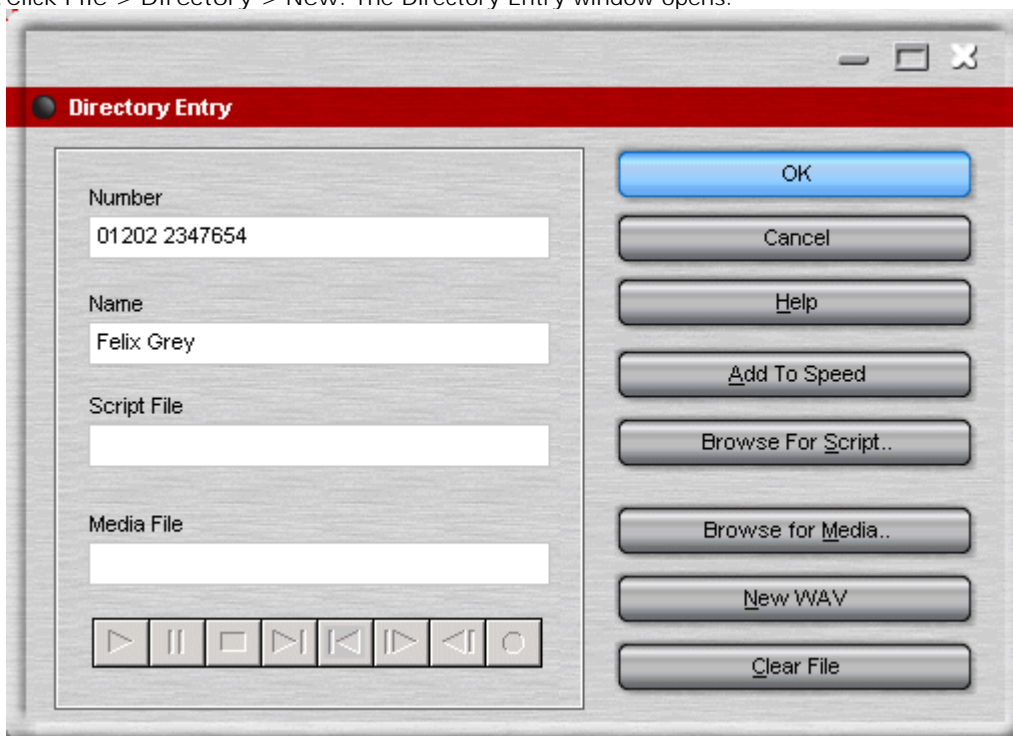 Click File > Directory > New. The Directory Entry window opens.
Directory Entry
Number
01202 2347654
Name
Felix Grey
Script File
Media File
OK
Cancel
Help
Add To Speed
Browse For Script..
Browse for Media..
New WAV
Clear File